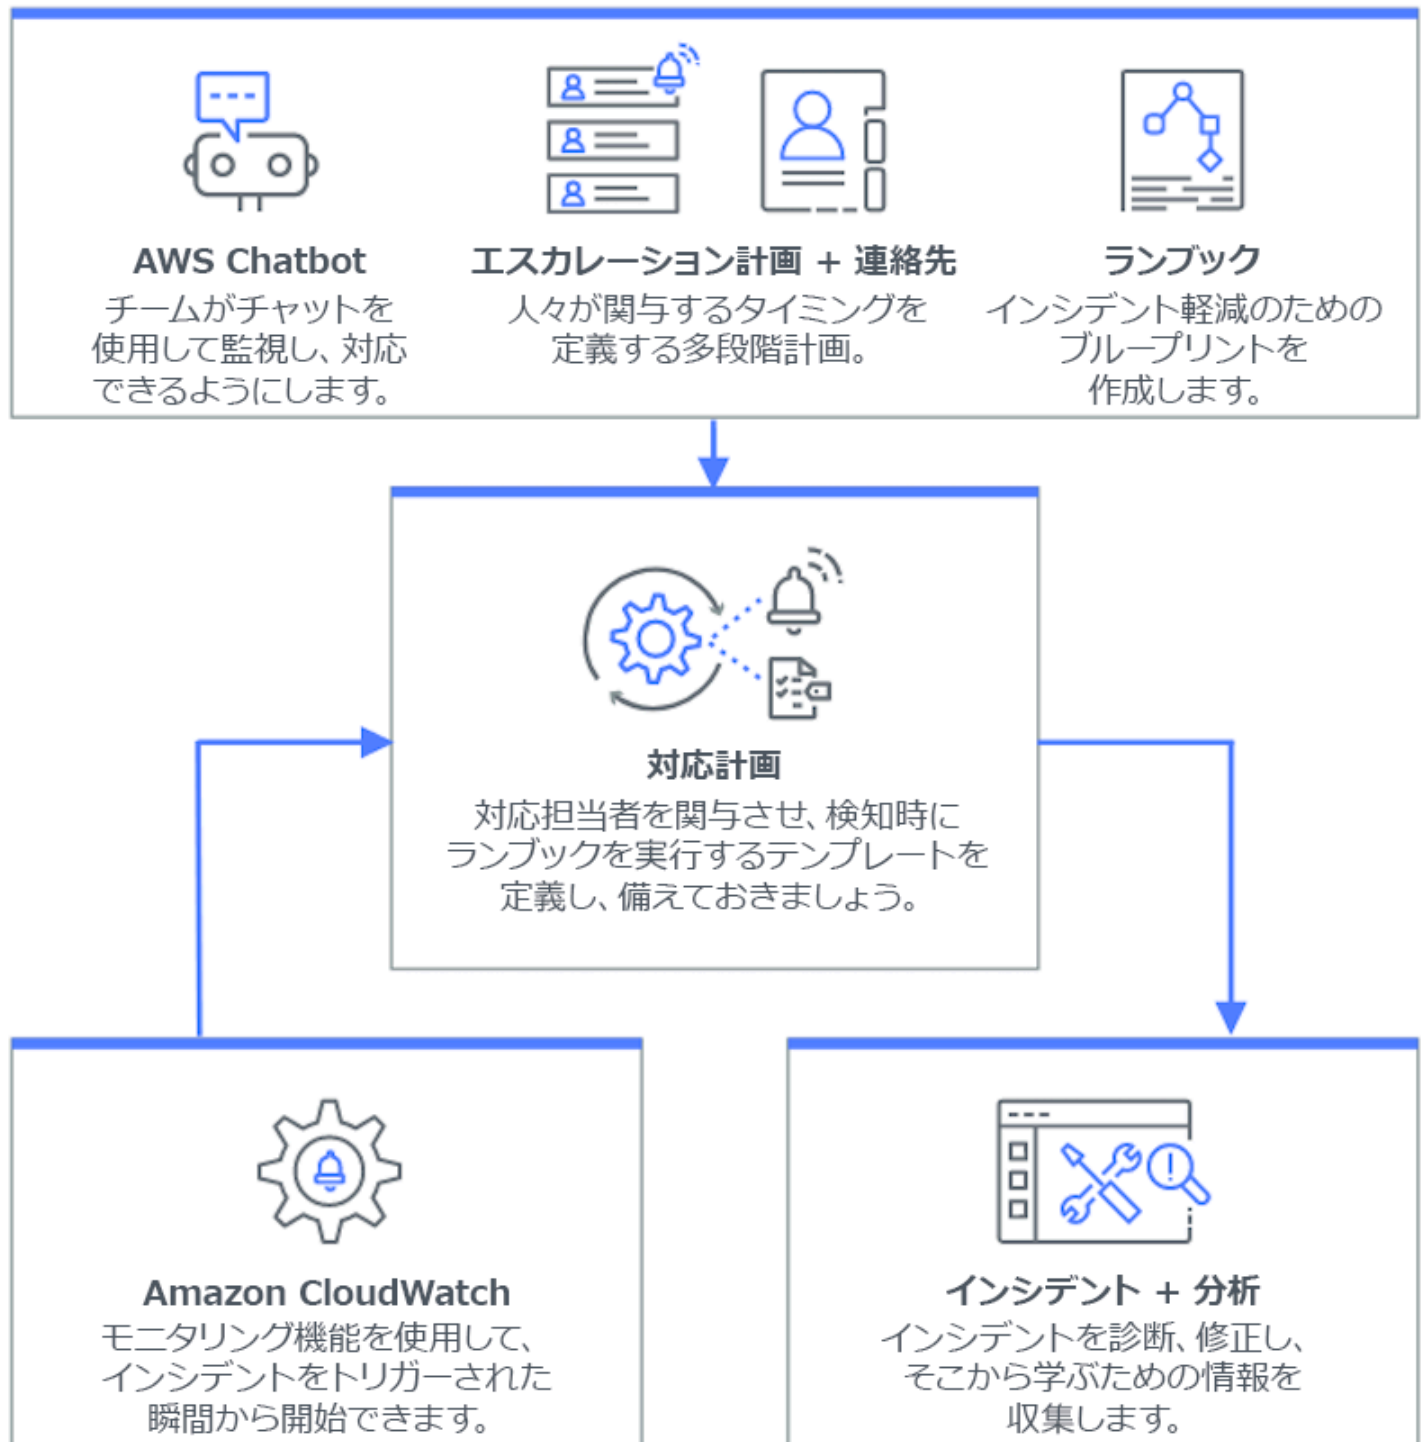 AWS Chatbot
チームがチャットを
使用して監視し、対応
できるようにします。
エスカレーション計画 + 連絡先
人々が関与するタイミングを
定義する多段階計画。
ランブック
インシデント軽減のための
ブループリントを
作成します。
対応計画
対応担当者を関与させ、検知時に
ランブックを実行するテンプレートを
定義し、備えておきましょう。
Amazon CloudWatch
モニタリング機能を使用して、
インシデントをトリガーされた
瞬間から開始できます。
インシデント + 分析
インシデントを診断、修正し、
そこから学ぶための情報を
収集します。